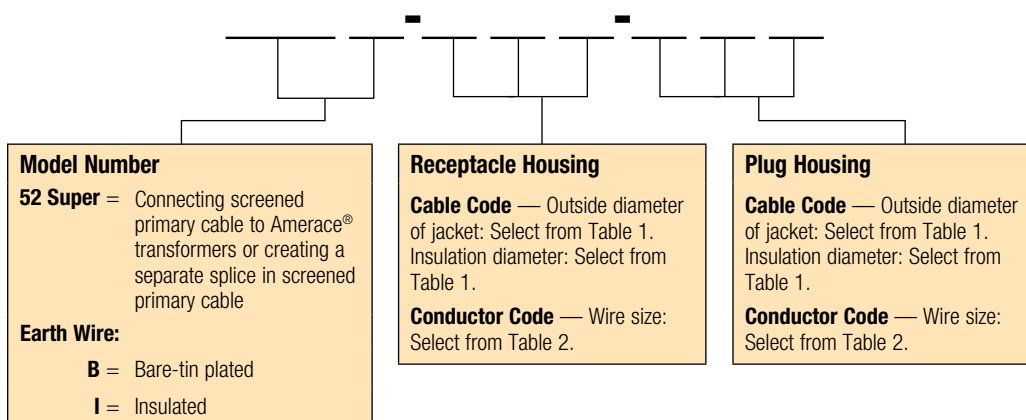 Model Number
52 Super = Connecting screened
primary cable to Amerace®
transformers or creating a
separate splice in screened
primary cable
Earth Wire:
B = Bare-tin plated
I = Insulated
Receptacle Housing
Cable Code — Outside diameter
of jacket: Select from Table 1.
Insulation diameter: Select from
Table 1.
Conductor Code — Wire size:
Select from Table 2.
Plug Housing
Cable Code — Outside diameter
of jacket: Select from Table 1.
Insulation diameter: Select from
Table 1.
Conductor Code — Wire size:
Select from Table 2.